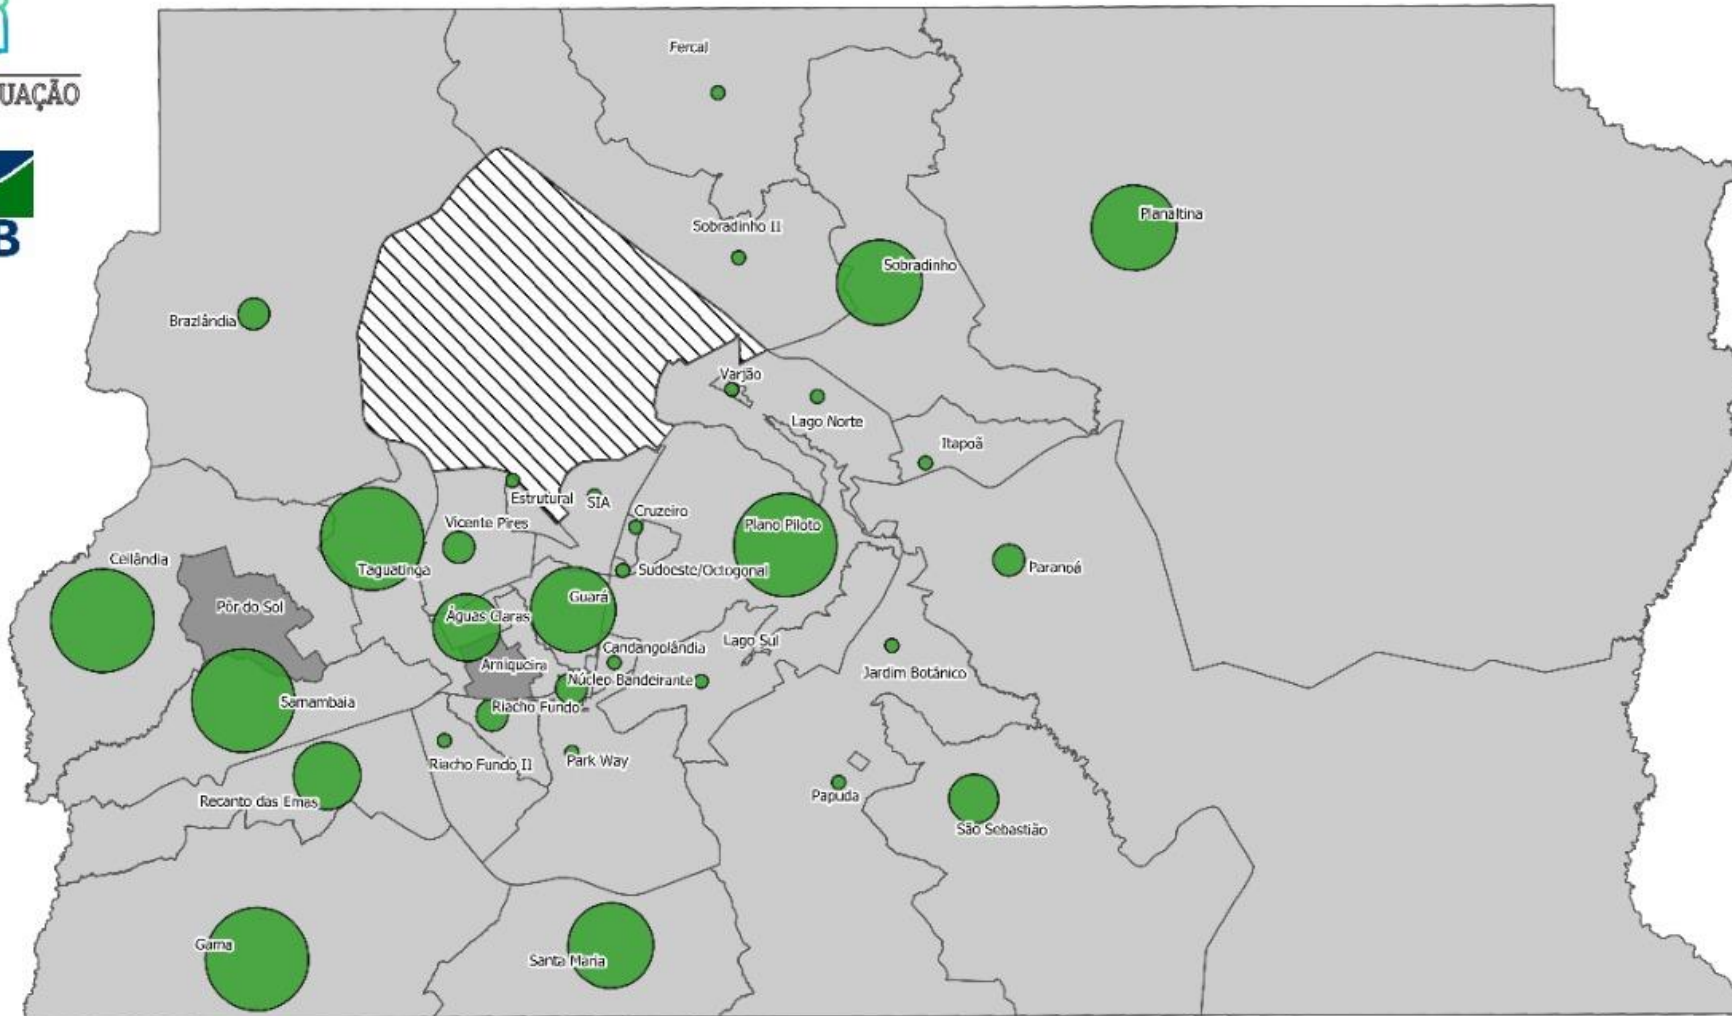 UAÇÃO
B
Fercal
Planaltina
Sobradinho II
Sobradinho
Brazlândia
Varjão
Lago Norte
Itapoã
Estrutural
SIA
Cruzeiro
Vicente Pires
Plano Piloto
Ceilândia
Taguatinga
Sudoeste/Octogonal
Paranoá
Pôr do Sol
Guará
Águas Claras
Lago Sul
Candangolândia
Arniqueira
Jardim Botânico
Núcleo Bandeirante
Samambaia
Riacho Fundo
Riacho Fundo II
Park Way
Papuda
Recanto das Emas
São Sebastião
Gama
Santa Maria